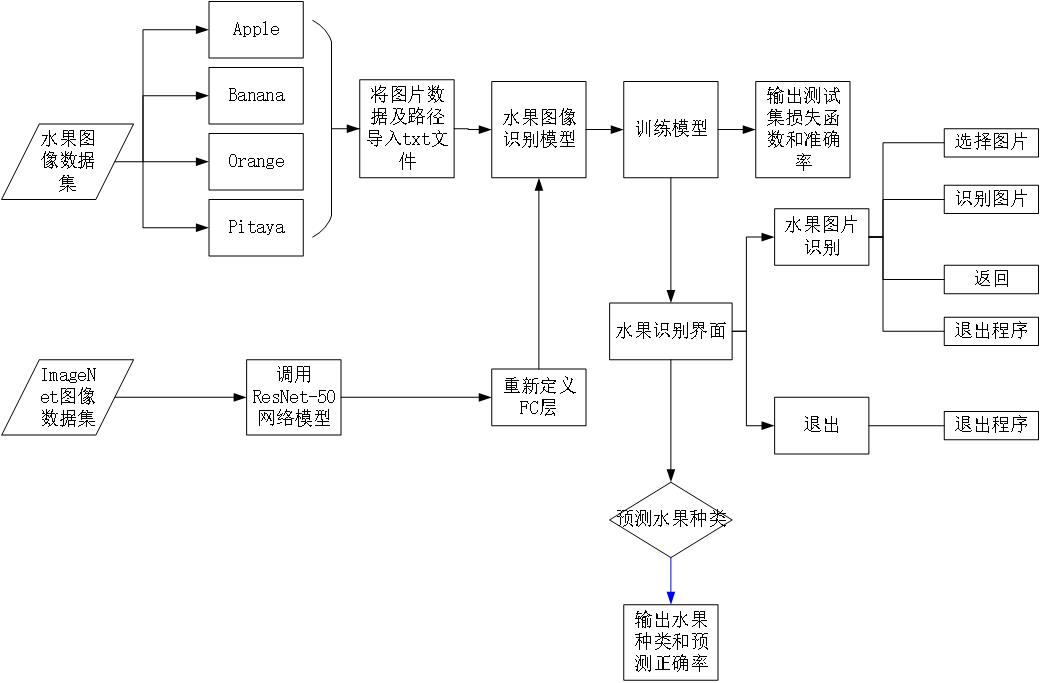 水果图
像数据
集
Apple
Banana
Orange
Pitaya
将图片数
据及路径
导入txt文
件
水果图像
识别模型
训练模型
输出测试
集损失函
数和准确
率
ImageN
et图像
数据集
调用
ResNet-50
网络模型
重新定义
FC层
水果识别界面
水果图片
识别
选择图片
识别图片
返回
退出程序
退出
退出程序
预测水果种类
输出水果
种类和预
测正确率